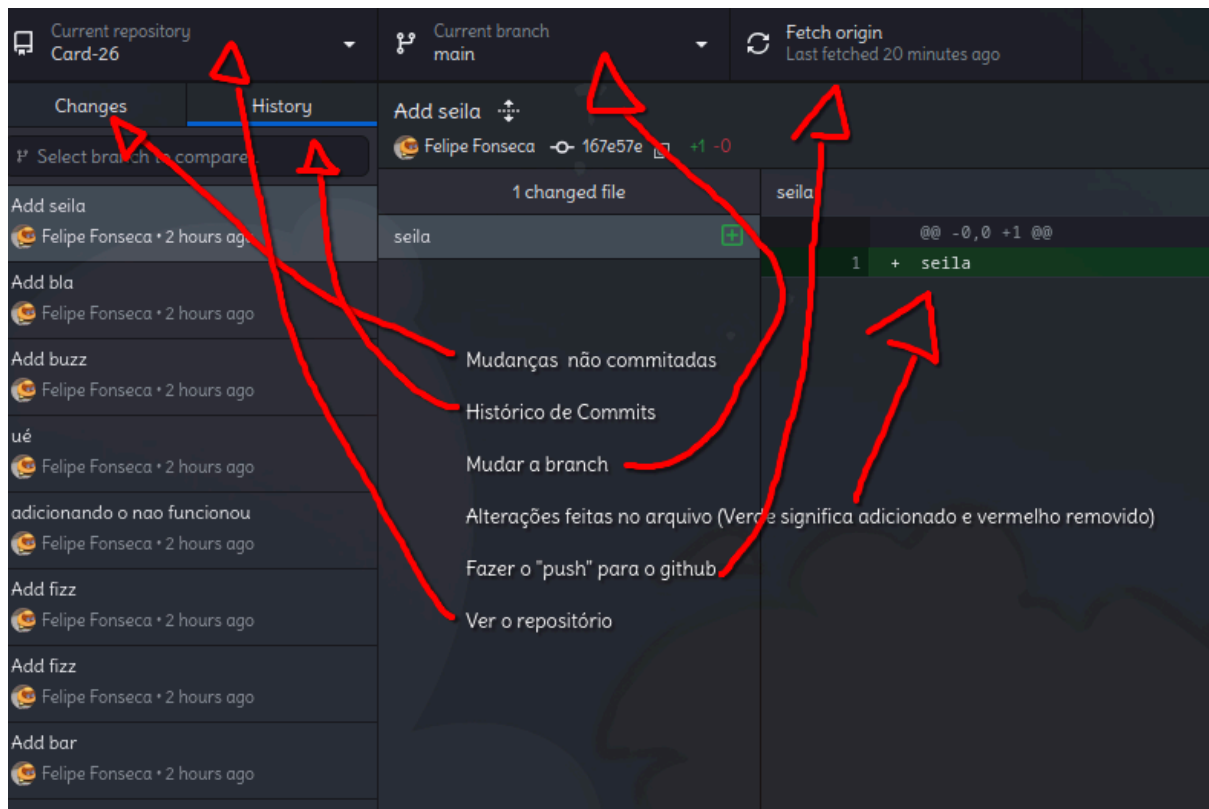 Current repository
Card-26
Current branch
main
Fetch origin
Last fetched 20 minutes ago
Changes
History
Select branch to compare...
Add seila
Felipe Fonseca • 2 hours ago
Add bla
Felipe Fonseca • 2 hours ago
Add buzz
Felipe Fonseca • 2 hours ago
ué
Felipe Fonseca • 2 hours ago
adicionando o nao funcionou
Felipe Fonseca • 2 hours ago
Add fizz
Felipe Fonseca • 2 hours ago
Add fizz
Felipe Fonseca • 2 hours ago
Add bar
Felipe Fonseca • 2 hours ago
Add seila
Felipe Fonseca 167e57e +1 -0
1 changed file
seila
seila
@@ -0,0 +1 @@
1 + seila
Mudanças não commitadas
Histórico de Commits
Mudar a branch
Alterações feitas no arquivo (Verde significa adicionado e vermelho removido)
Fazer o "push" para o github
Ver o repositório